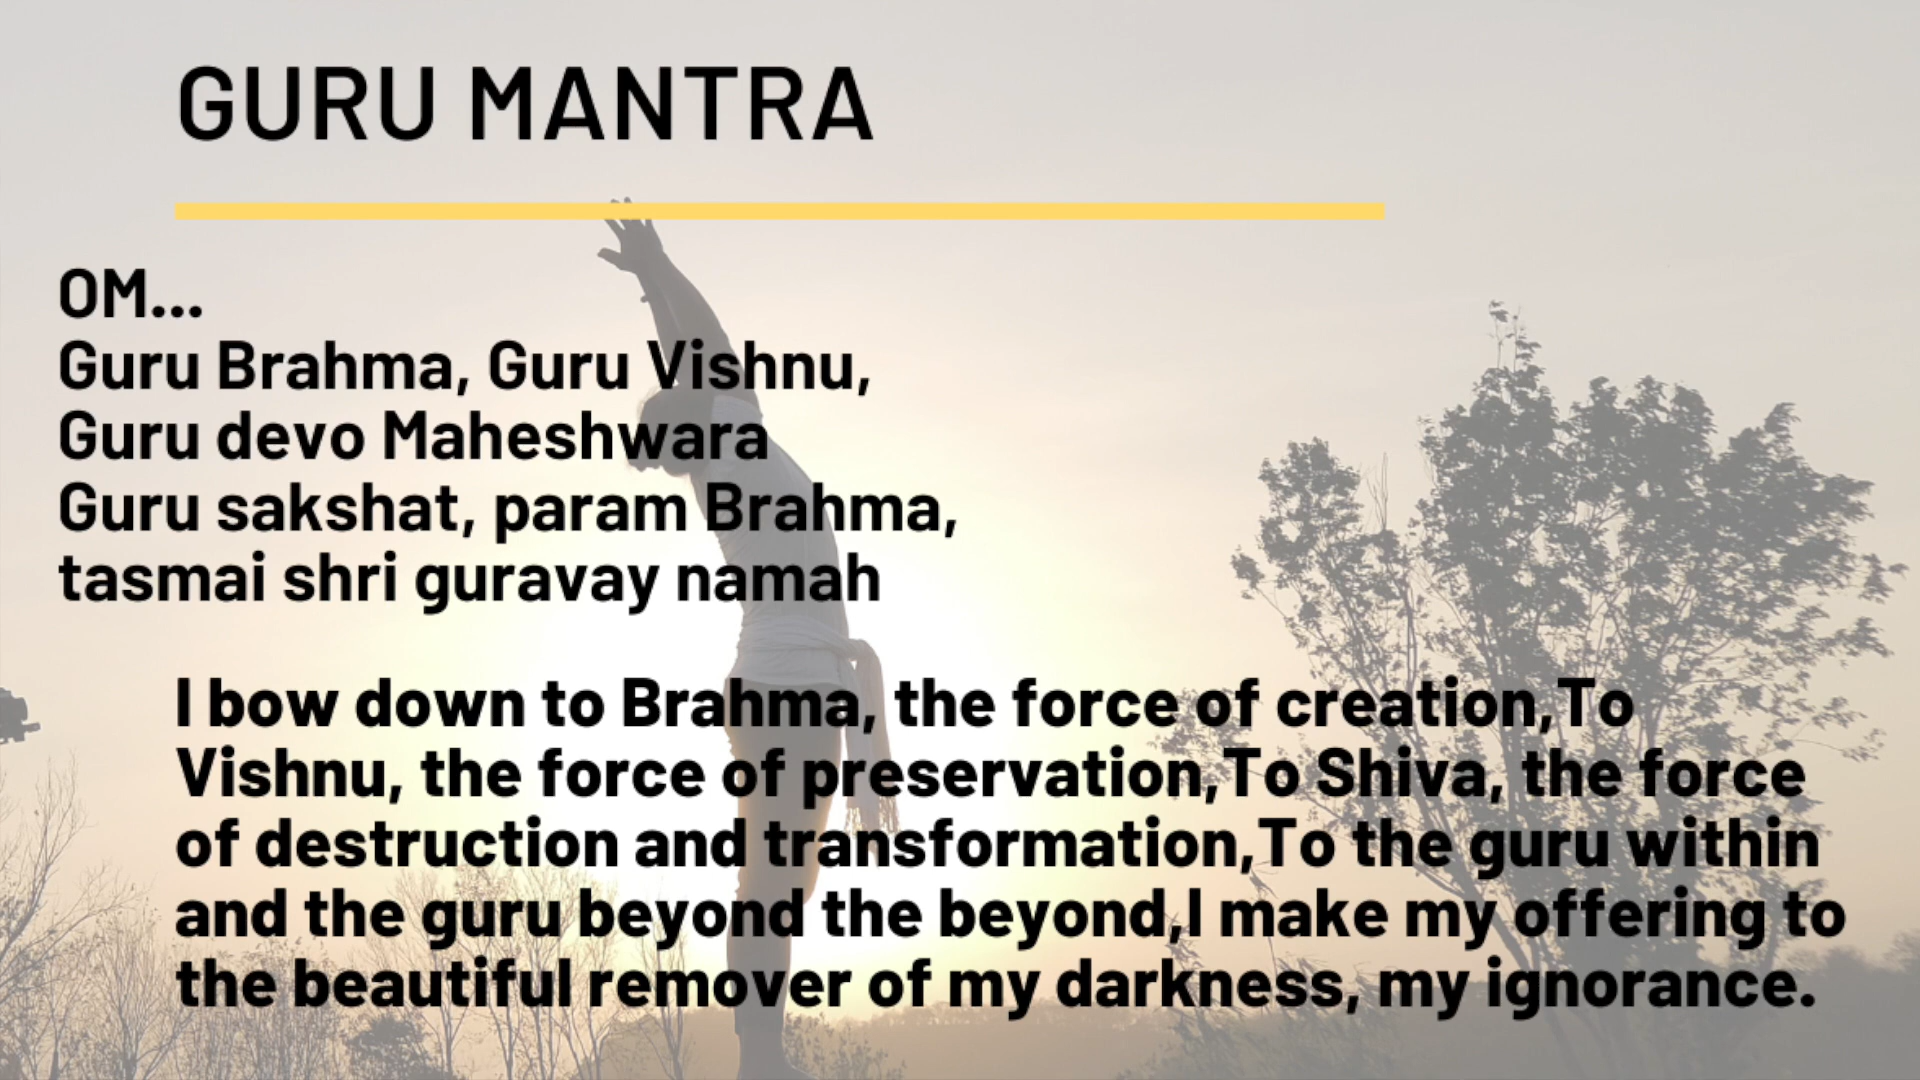 GURU MANTRA
OM...
Guru Brahma, Guru Vishnu,
Guru devo Maheshwara
Guru sakshat, param Brahma,
tasmai shri guravay namah
I bow down to Brahma, the force of creation,To
Vishnu, the force of preservation,To Shiva, the force
of destruction and transformation,To the guru within
and the guru beyond the beyond,I make my offering to
the beautiful remover of my darkness, my ignorance.